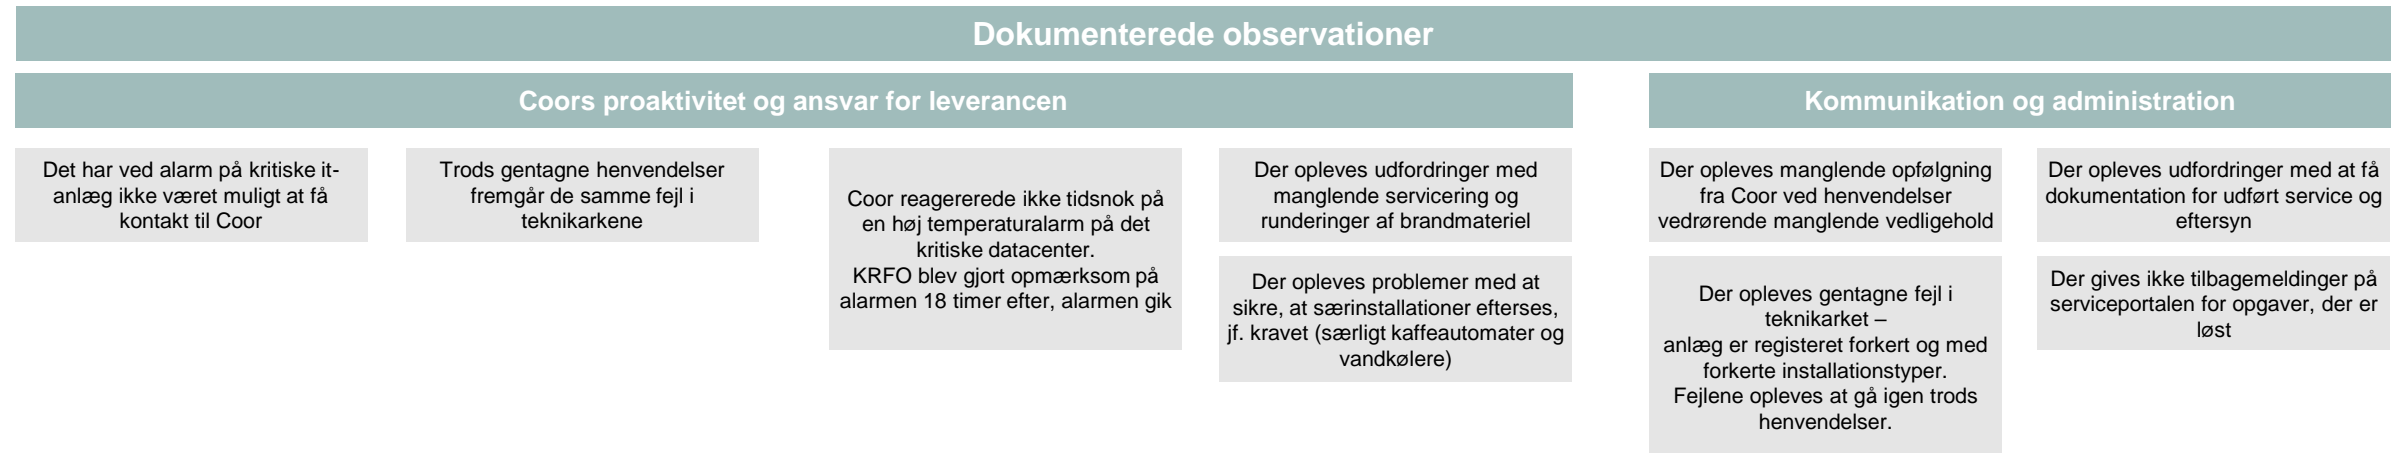 Dokumenterede observationer
Coors proaktivitet og ansvar for leverancen
Det har ved alarm på kritiske it-
anlæg ikke været muligt at få
kontakt til Coor
Trods gentagne henvendelser
fremgår de samme fejl i
teknikarkene
Coor reagererede ikke tidsnok på
en høj temperaturalarm på det
kritiske datacenter.
KRFO blev gjort opmærksom på
alarmen 18 timer efter, alarmen gik
Der opleves udfordringer med
manglende servicering og
runderinger af brandmateriel
Der opleves problemer med at
sikre, at særinstallationer efterses,
jf. kravet (særligt kaffeautomater og
vandkølere)
Kommunikation og administration
Der opleves manglende opfølgning
fra Coor ved henvendelser
vedrørende manglende vedligehold
Der opleves udfordringer med at få
dokumentation for udført service og
eftersyn
Der opleves gentagne fejl i
teknikarket –
anlæg er registeret forkert og med
forkerte installationstyper.
Fejlene opleves at gå igen trods
henvendelser.
Der gives ikke tilbagemeldinger på
serviceportalen for opgaver, der er
løst